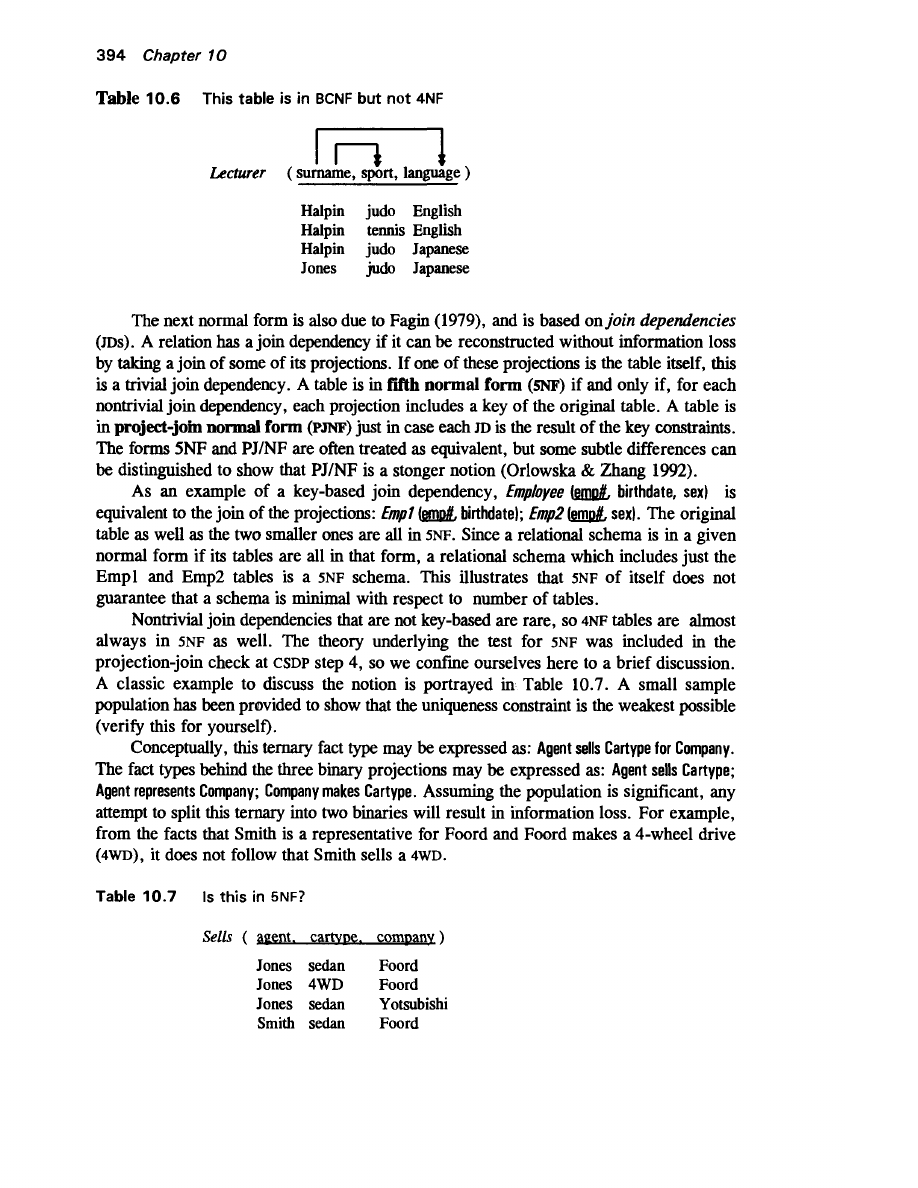 394 Chapter 10
Table 10.6 This table is in BCNF but not 4NF
Lecturer ( surname, sport, language )
Halpin judo English
Halpin tennis English
Halpin judo Japanese
Jones judo Japanese
The next normal form is also due to Fagin (1979), and is based on join dependencies
(JDs). A relation has a join dependency if it can be reconstructed without information loss
by taking a join of some of its projections. If one of these projections is the table itself, this
is a trivial join dependency. A table is in fifth normal form (5NF) if and only if, for each
nontrivial join dependency, each projection includes a key of the original table. A table is
in project-join normal form (PJNF) just in case each JD is the result of the key constraints.
The forms 5NF and PJ/NF are often treated as equivalent, but some subtle differences can
be distinguished to show that PJ/NF is a stonger notion (Orlowska & Zhang 1992).
As an example of a key-based join dependency, Employee (emp#, birthdate, sex) is
equivalent to the join of the projections: Emp1 (emp#, birthdate); Emp2 (emp#, sex). The original
table as well as the two smaller ones are all in 5NF. Since a relational schema is in a given
normal form if its tables are all in that form, a relational schema which includes just the
Emp1 and Emp2 tables is a 5NF schema. This illustrates that 5NF of itself does not
guarantee that a schema is minimal with respect to number of tables.
Nontrivial join dependencies that are not key-based are rare, so 4NF tables are almost
always in 5NF as well. The theory underlying the test for 5NF was included in the
projection-join check at CSDP step 4, so we confine ourselves here to a brief discussion.
A classic example to discuss the notion is portrayed in Table 10.7. A small sample
population has been provided to show that the uniqueness constraint is the weakest possible
(verify this for yourself).
Conceptually, this ternary fact type may be expressed as: Agent sells Cartype for Company.
The fact types behind the three binary projections may be expressed as: Agent sells Cartype;
Agent represents Company; Company makes Cartype. Assuming the population is significant, any
attempt to split this ternary into two binaries will result in information loss. For example,
from the facts that Smith is a representative for Foord and Foord makes a 4-wheel drive
(4WD), it does not follow that Smith sells a 4WD.
Table 10.7 Is this in 5NF?
Sells ( agent, cartype, company )
Jones sedan Foord
Jones 4WD Foord
Jones sedan Yotsubishi
Smith sedan Foord